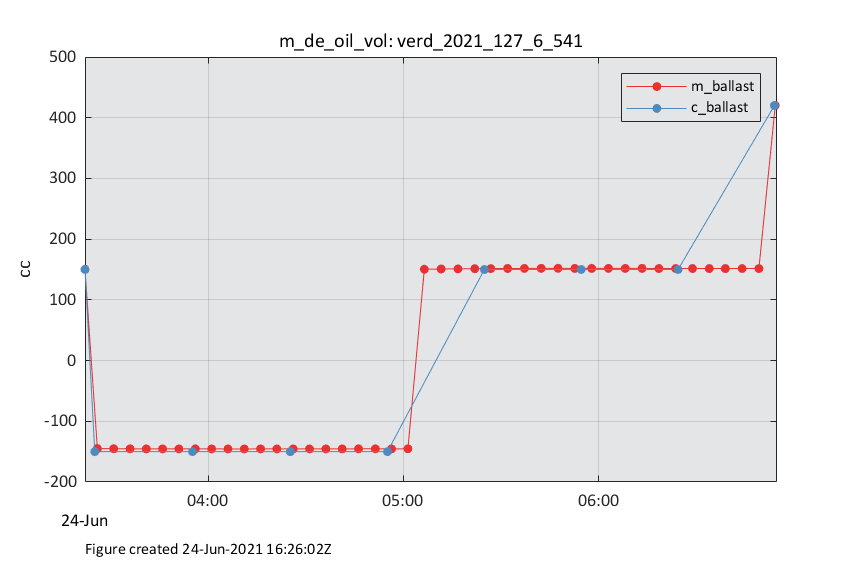 m_de_oil_vol: verd_2021_127_6_541
500
400
300
200
100
0
-100
-200
cc
m_ballast
c_ballast
04:00 05:00 06:00
24-Jun
Figure created 24-Jun-2021 16:26:02Z